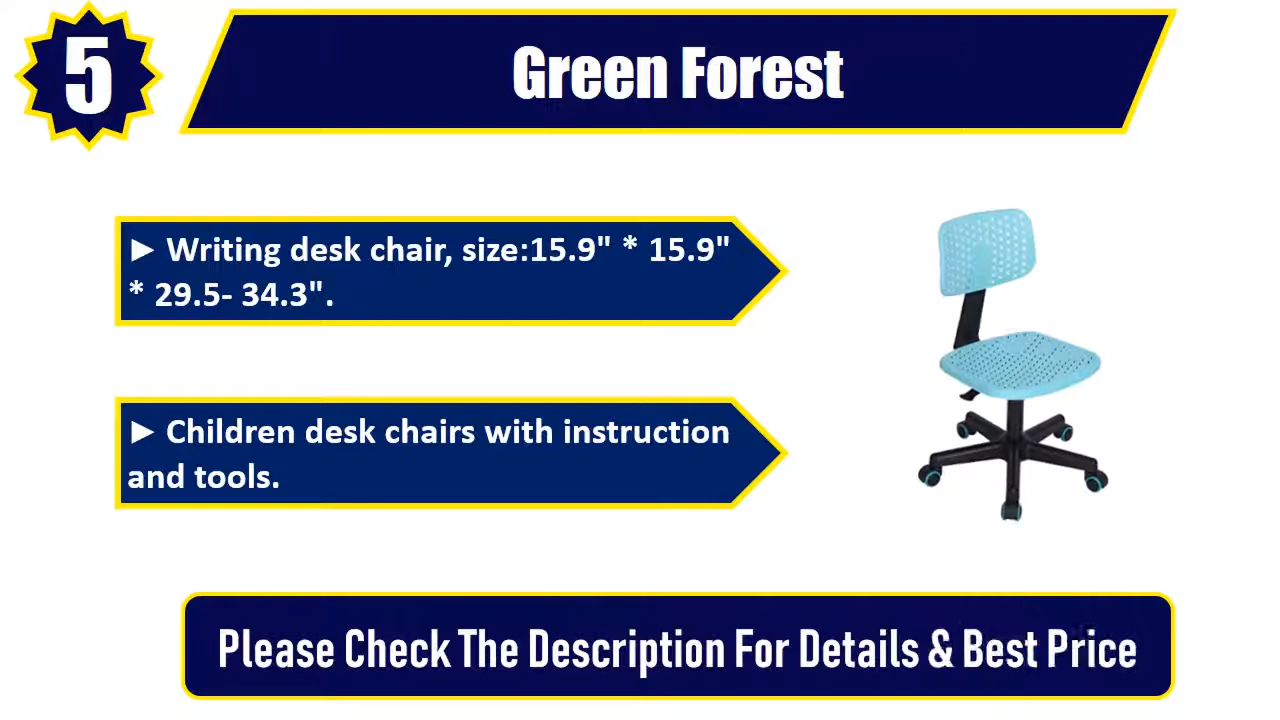 5
Green Forest
► Writing desk chair, size:15.9" * 15.9"
* 29.5- 34.3".
► Children desk chairs with instruction
and tools.
Please Check The Description For Details & Best Price